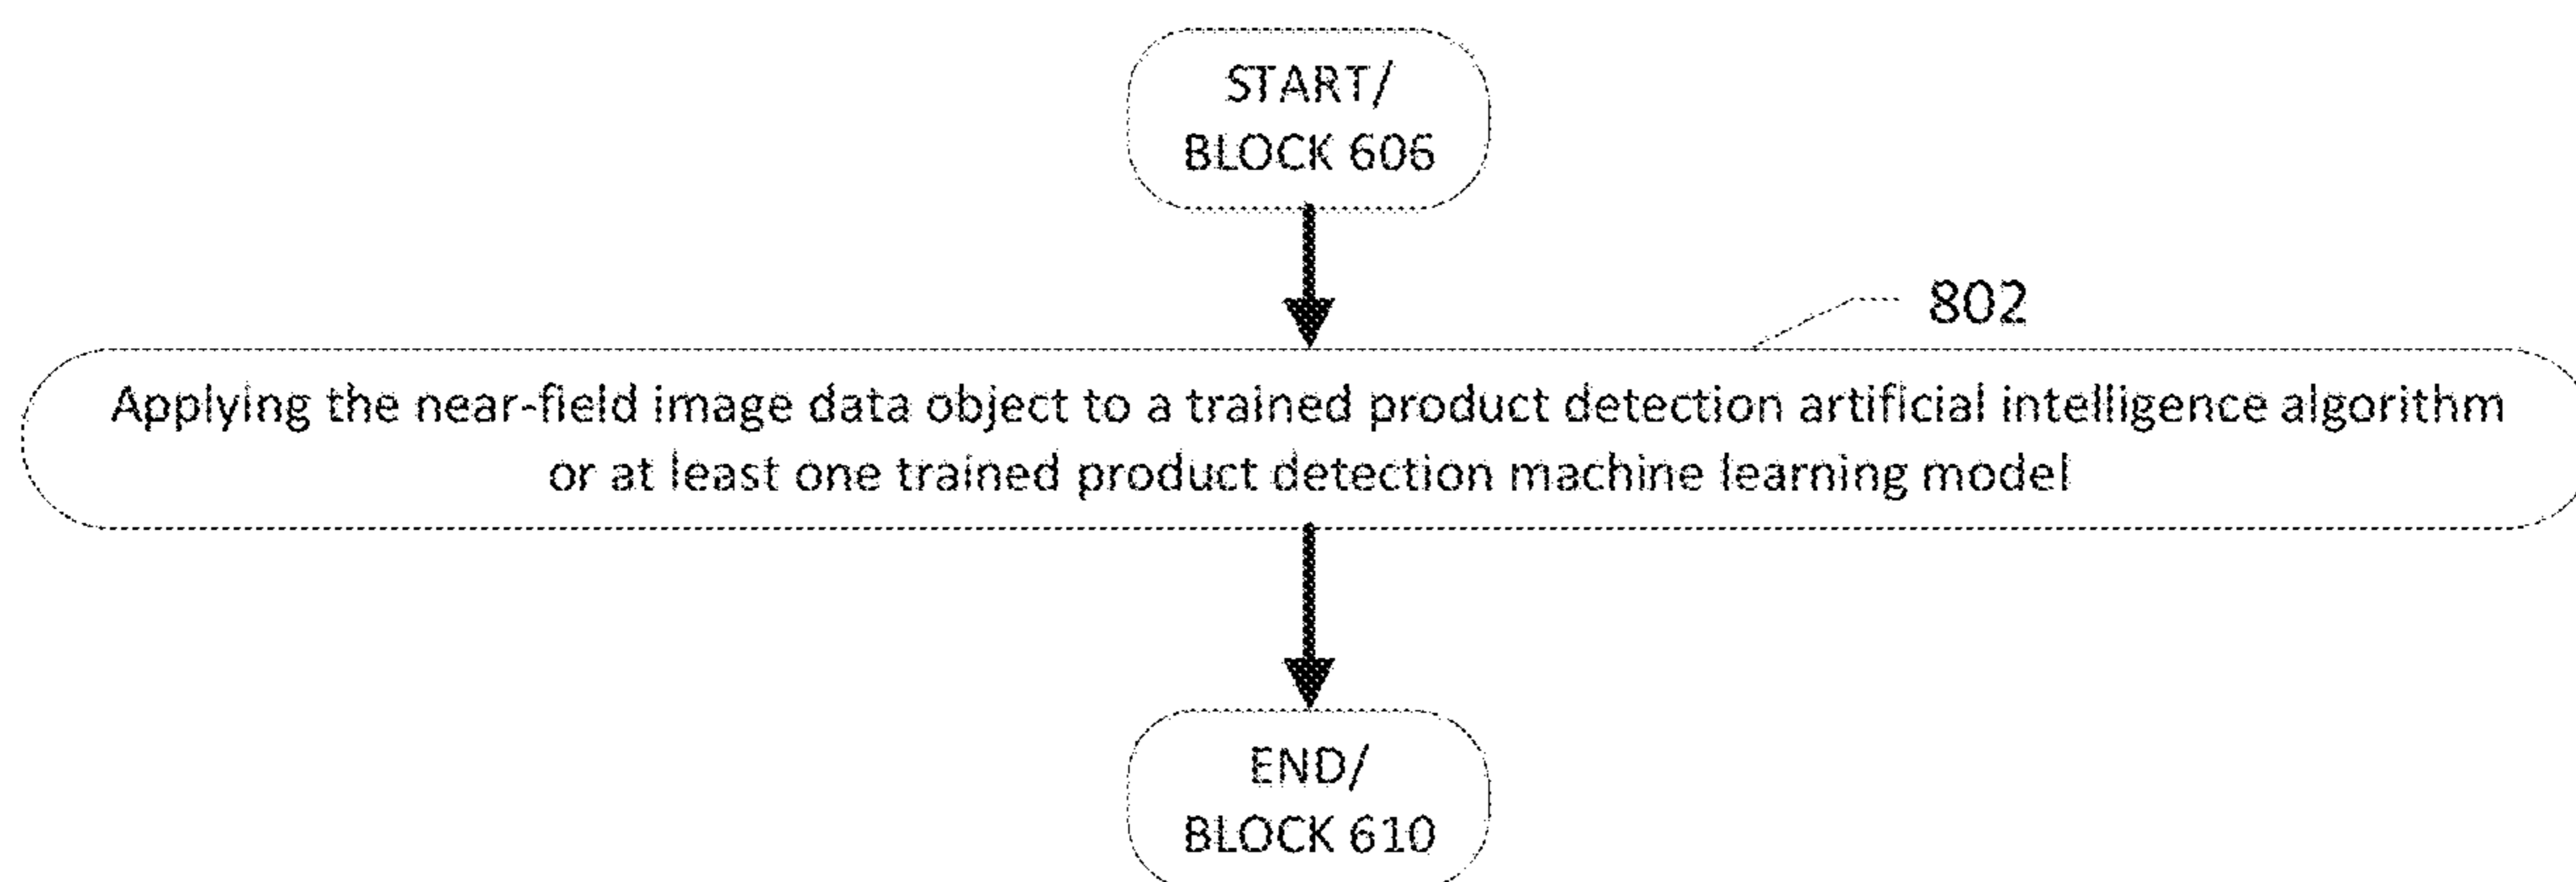 START/
BLOCK 606
802
Applying the near-field image data object to a trained product detection artificial intelligence algorithm
or at least one trained product detection machine learning model
END/
BLOCK 610